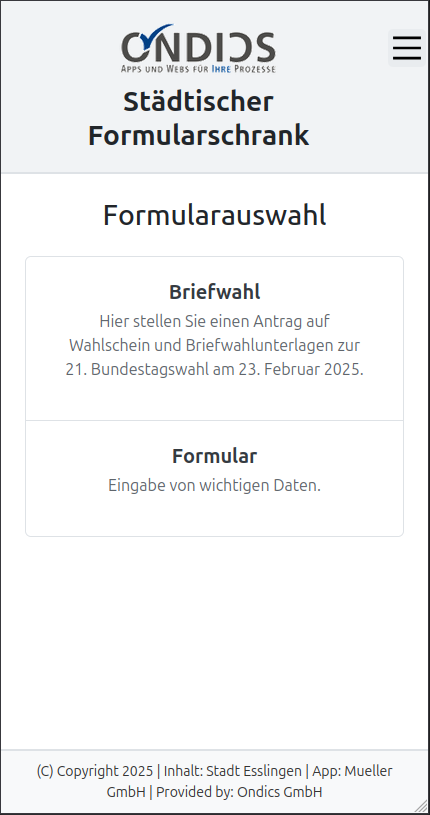 ONDICS
APPS UND WEBS FÜR IHRE PROZESSE
Städtischer
Formularschrank
Formularauswahl
Briefwahl
Hier stellen Sie einen Antrag auf
Wahlschein und Briefwahlunterlagen zur
21. Bundestagswahl am 23. Februar 2025.
Formular
Eingabe von wichtigen Daten.
(C) Copyright 2025 | Inhalt: Stadt Esslingen | App: Mueller
GmbH | Provided by: Ondics GmbH